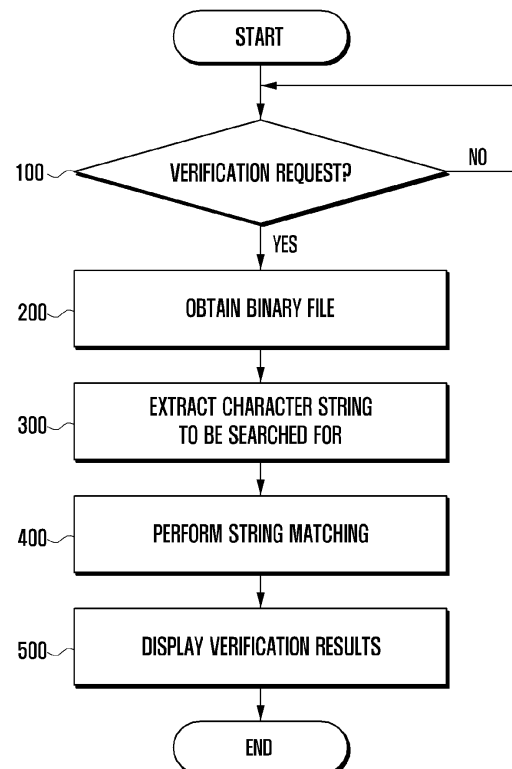 START
100
VERIFICATION REQUEST?
NO
YES
200
OBTAIN BINARY FILE
300
EXTRACT CHARACTER STRING
TO BE SEARCHED FOR
400
PERFORM STRING MATCHING
500
DISPLAY VERIFICATION RESULTS
END